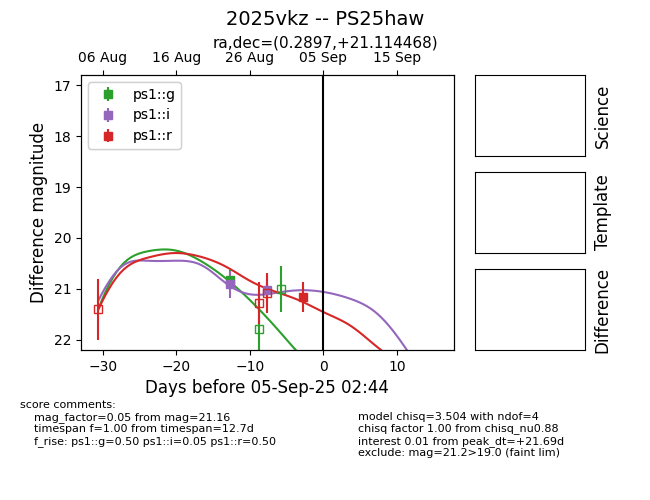 2025vkz -- PS25haw
ra,dec=(0.2897,+21.114468)
06 Aug 16 Aug 26 Aug 05 Sep 15 Sep
17
18
19
20
21
22
Difference magnitude
ps1::g
ps1::i
ps1::r
Science
Template
Difference
−30 −20 −10 0 10
Days before 05-Sep-25 02:44
score comments:
mag_factor=0.05 from mag=21.16
timespan f=1.00 from timespan=12.7d
f_rise: ps1::g=0.50 ps1::i=0.05 ps1::r=0.50
model chisq=3.504 with ndof=4
chisq factor 1.00 from chisq_nu0.88
interest 0.01 from peak_dt=+21.69d
exclude: mag=21.2>19.0 (faint lim)